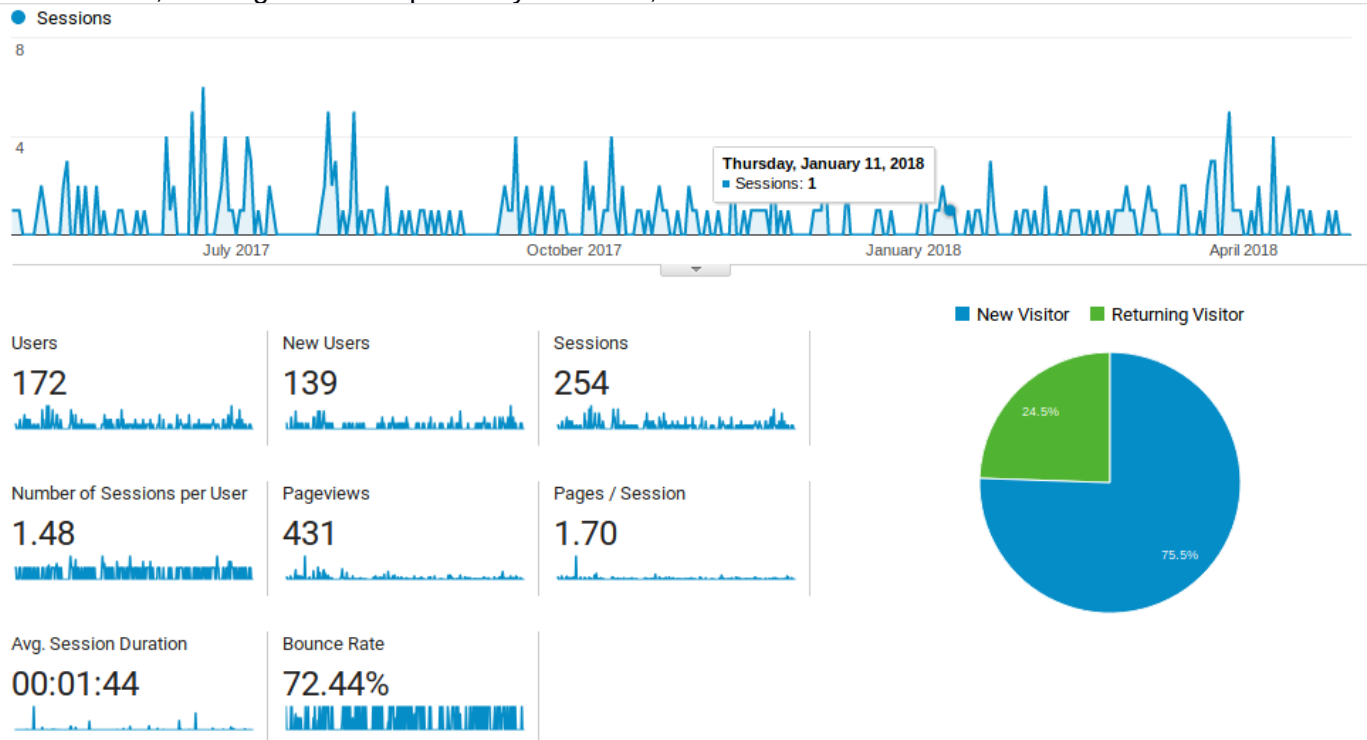 Sessions
8
4
Thursday, January 11, 2018
Sessions: 1
July 2017 October 2017 January 2018 April 2018
New Visitor Returning Visitor
Users New Users Sessions
172 139 254
24.5%
Number of Sessions per User Pageviews Pages / Session
1.48 431 1.70
75.5%
Avg. Session Duration Bounce Rate
00:01:44 72.44%